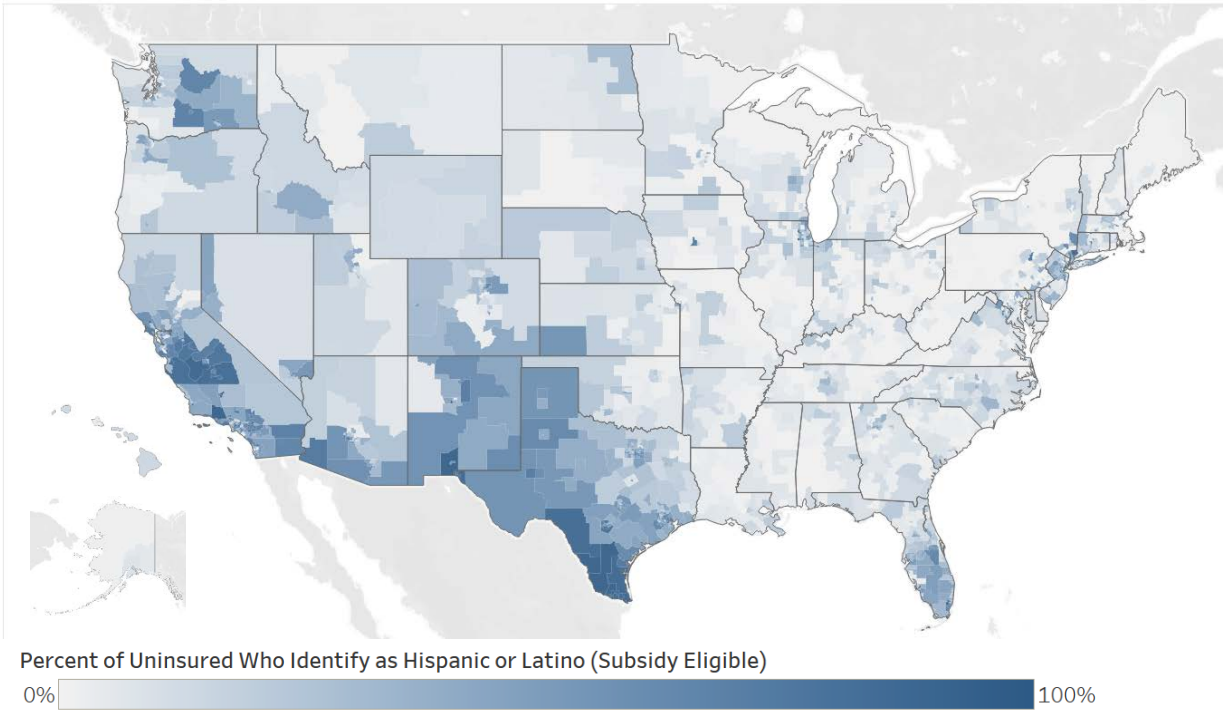 Percent of Uninsured Who Identify as Hispanic or Latino (Subsidy Eligible)
0% 100%